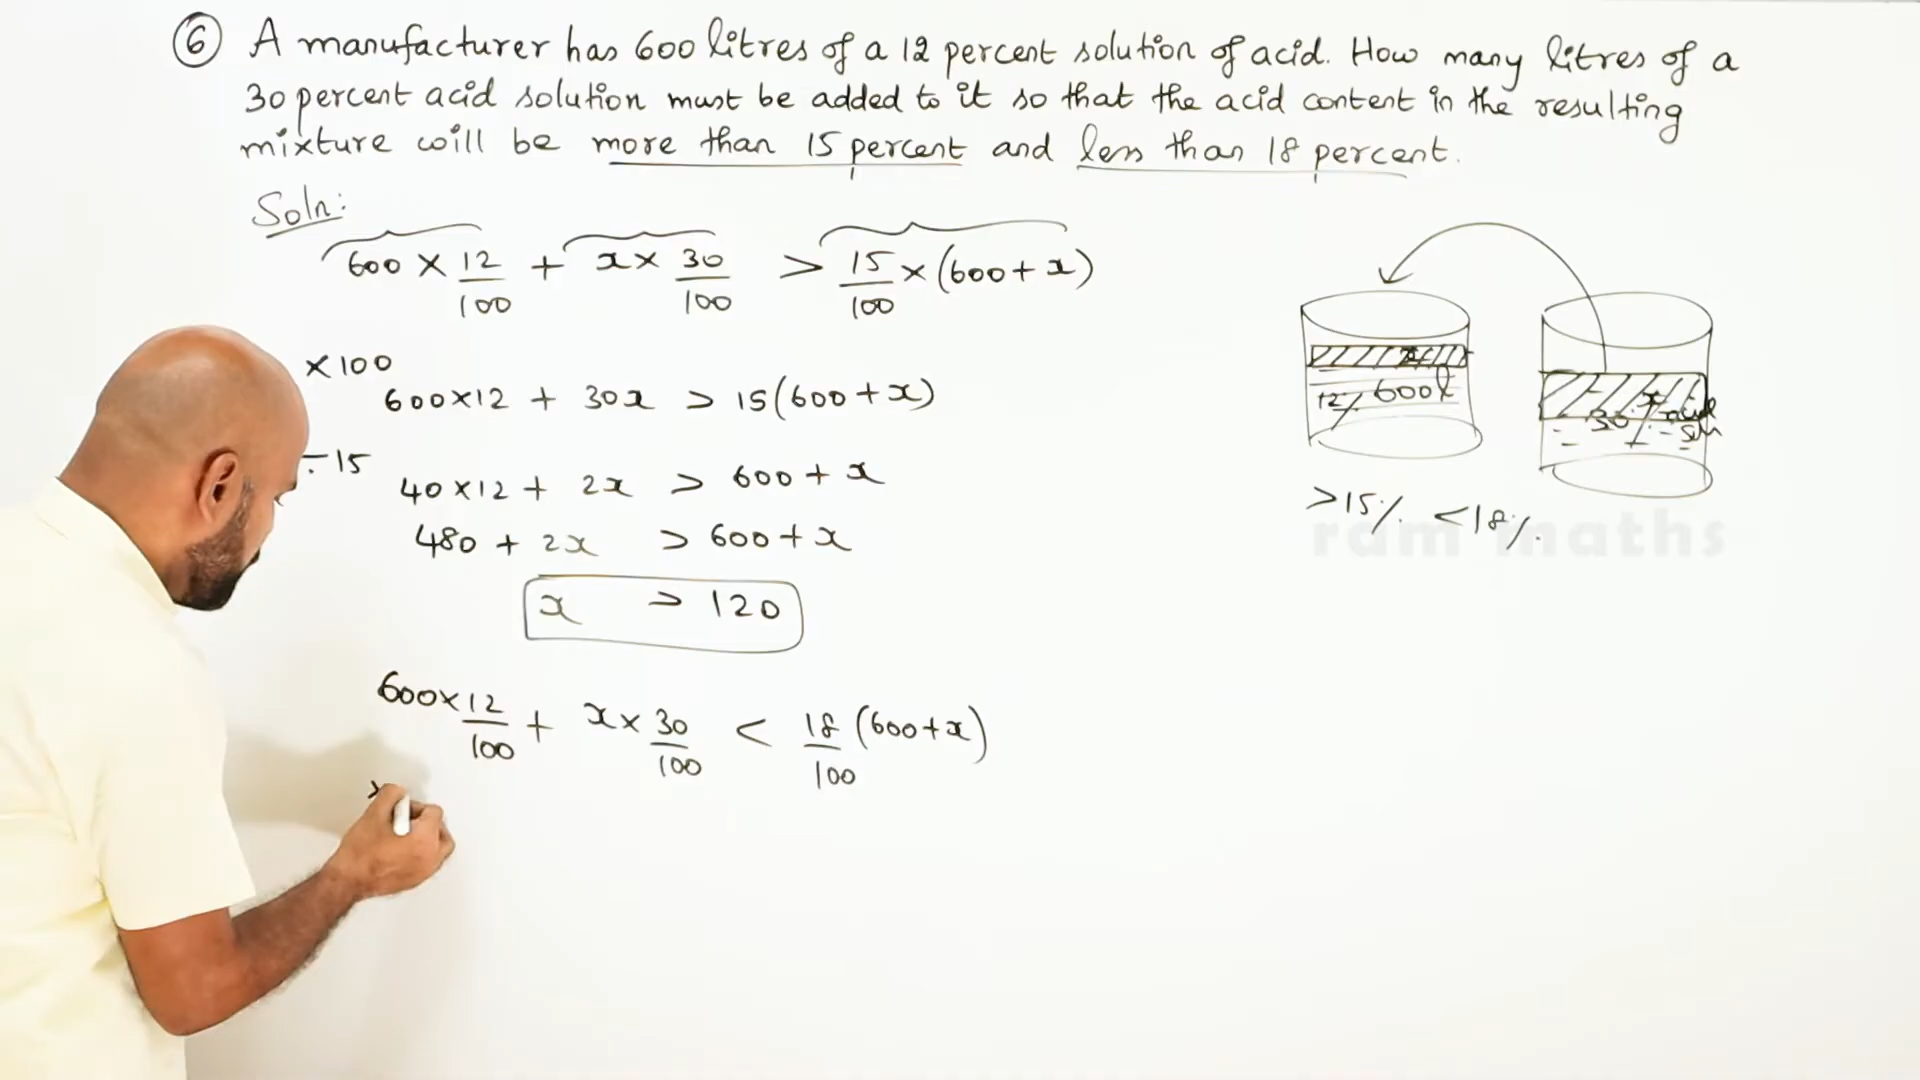 6 A manufacturer has 600 litres of a 12 percent solution of acid. How many litres of a
30 percent acid solution must be added to it so that the acid content in the resulting
mixture will be more than 15 percent and less than 18 percent.
Soln:
600 × 12/100 + x × 30/100 > 15/100 × (600 + x)
×100
600×12 + 30x > 15(600 + x)
÷15
40×12 + 2x > 600 + x
480 + 2x > 600 + x
x > 120
600×12/100 + x × 30/100 < 18/100 (600+x)
12% 600l
30%
>15% <18%
ram maths